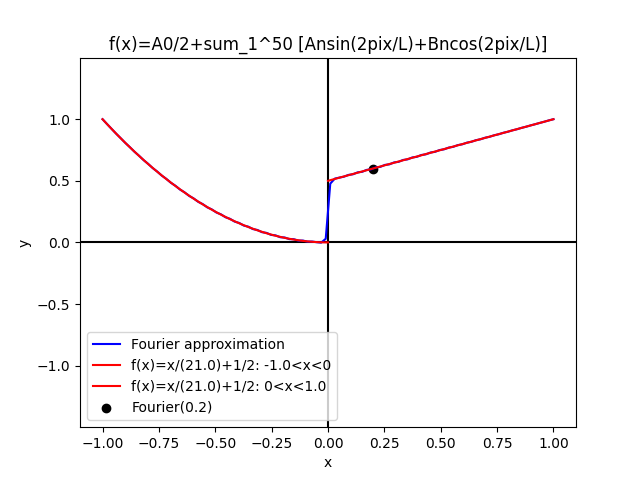 f(x)=A0/2+sum_1^50 [Ansin(2pix/L)+Bncos(2pix/L)]
1.0
0.5
0.0
−0.5
−1.0
y
Fourier approximation
f(x)=x/(21.0)+1/2: -1.0<x<0
f(x)=x/(21.0)+1/2: 0<x<1.0
Fourier(0.2)
−1.00 −0.75 −0.50 −0.25 0.00 0.25 0.50 0.75 1.00
x